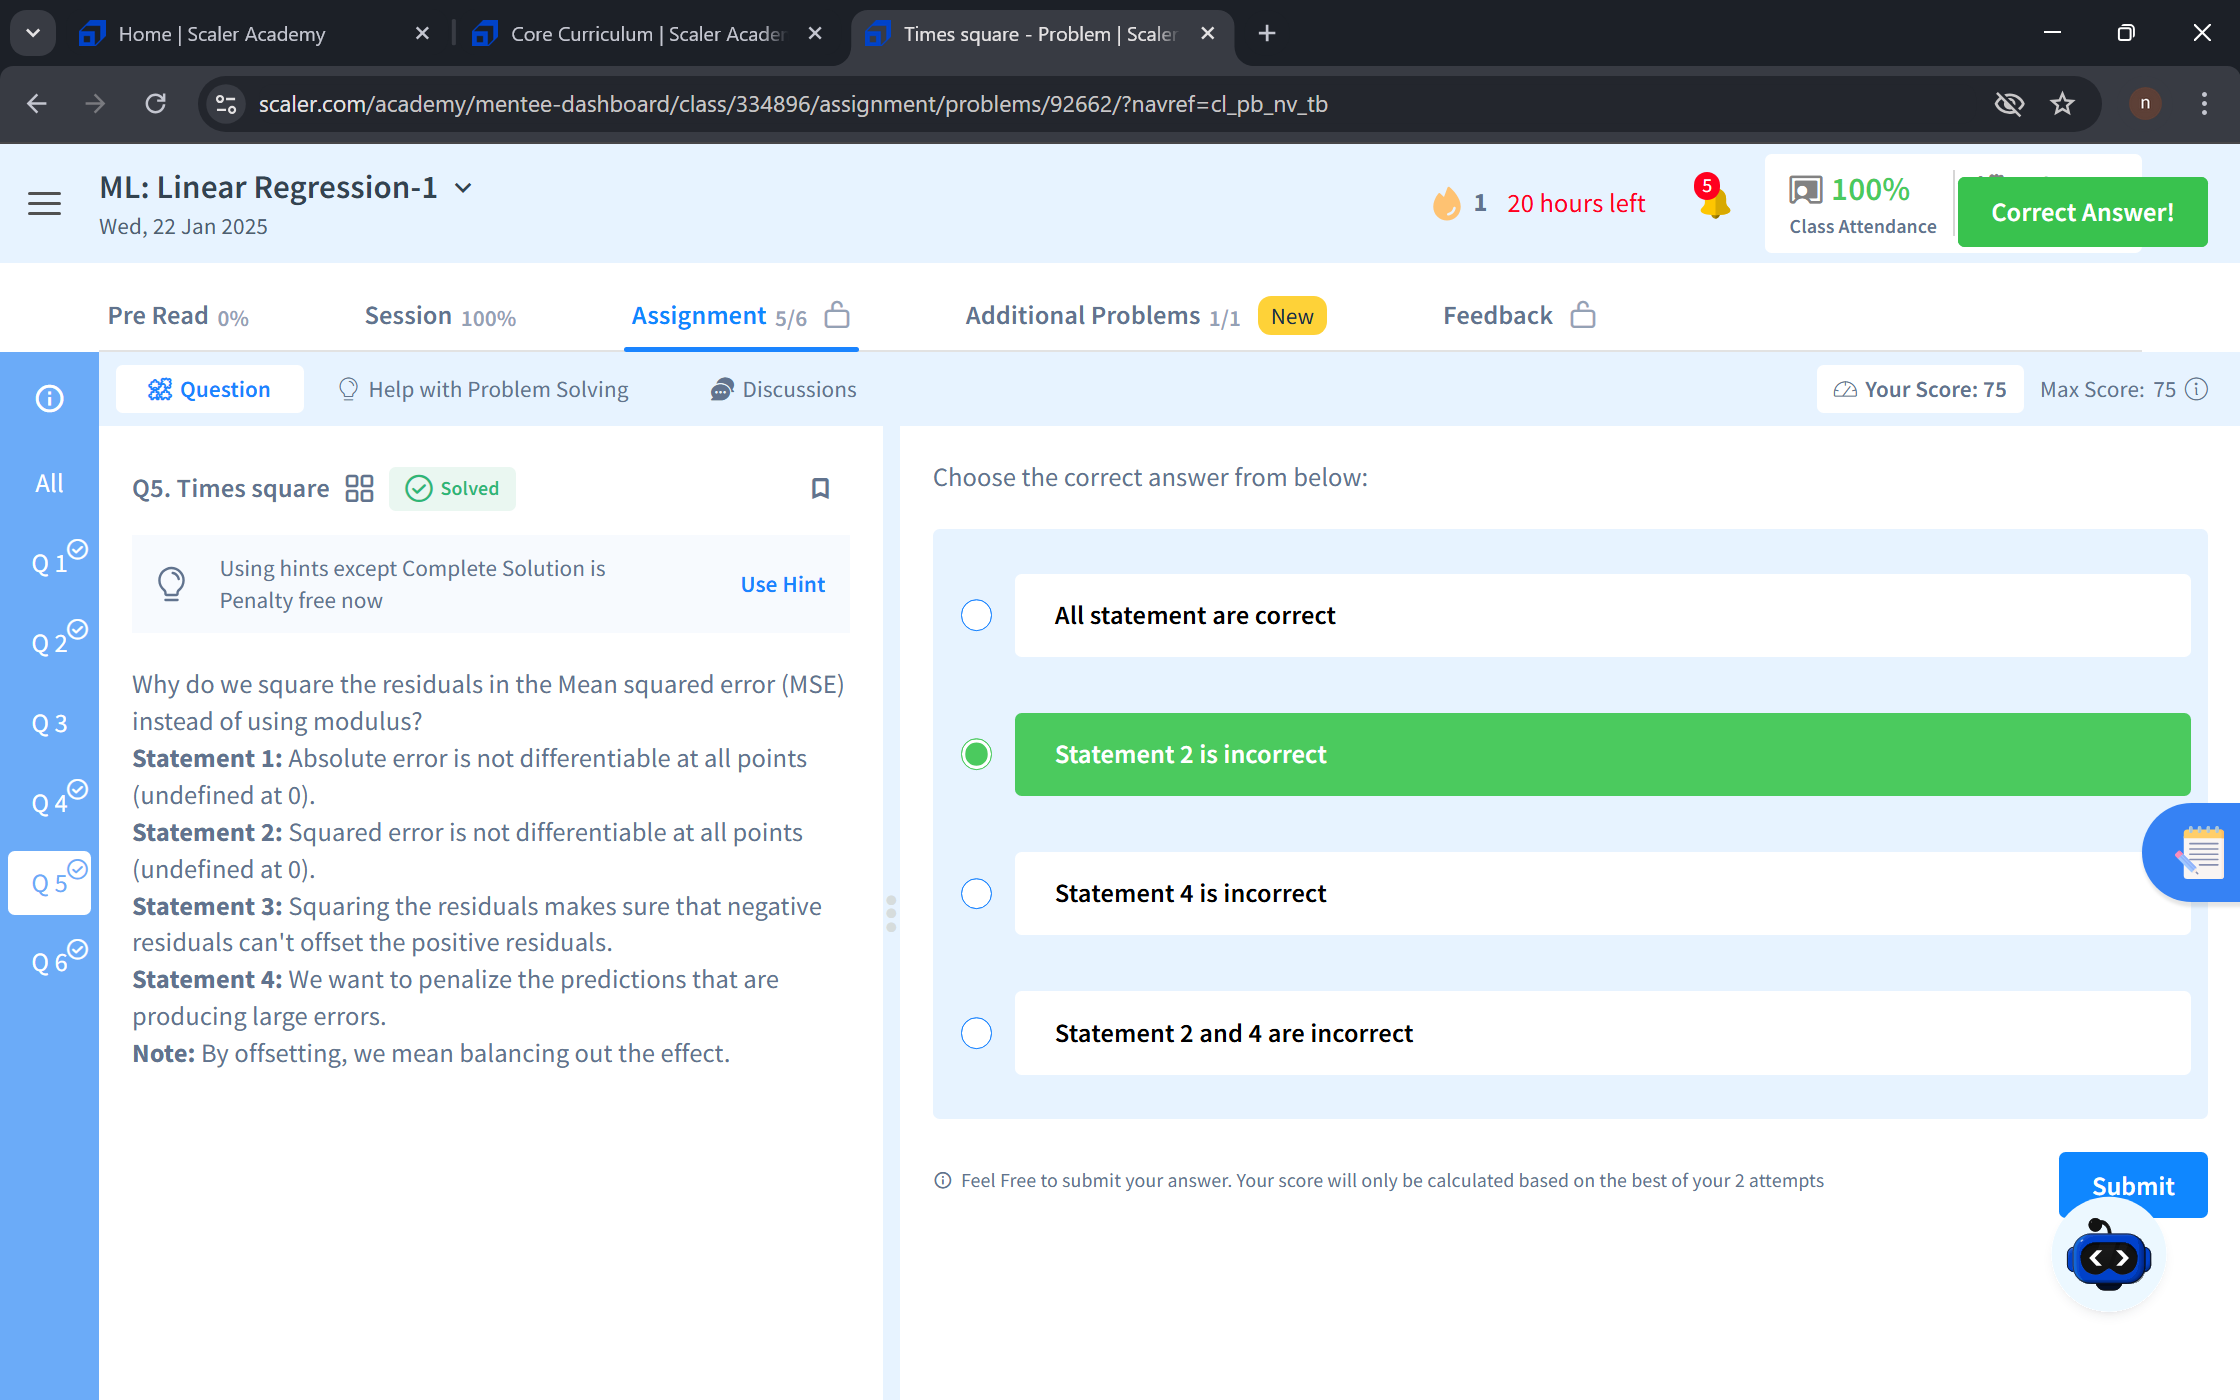 Home | Scaler Academy
Core Curriculum | Scaler Acader
Times square - Problem | Scaler
scaler.com/academy/mentee-dashboard/class/334896/assignment/problems/92662/?navref=cl_pb_nv_tb
n
ML: Linear Regression-1
Wed, 22 Jan 2025
1 20 hours left
5
100%
Class Attendance
Correct Answer!
Pre Read 0%
Session 100%
Assignment 5/6
Additional Problems 1/1 New
Feedback
Question
Help with Problem Solving
Discussions
Your Score: 75
Max Score: 75
All
Q 1
Q 2
Q 3
Q 4
Q 5
Q 6
Q5. Times square
Solved
Using hints except Complete Solution is
Penalty free now
Use Hint
Why do we square the residuals in the Mean squared error (MSE)
instead of using modulus?
Statement 1: Absolute error is not differentiable at all points
(undefined at 0).
Statement 2: Squared error is not differentiable at all points
(undefined at 0).
Statement 3: Squaring the residuals makes sure that negative
residuals can't offset the positive residuals.
Statement 4: We want to penalize the predictions that are
producing large errors.
Note: By offsetting, we mean balancing out the effect.
Choose the correct answer from below:
All statement are correct
Statement 2 is incorrect
Statement 4 is incorrect
Statement 2 and 4 are incorrect
Feel Free to submit your answer. Your score will only be calculated based on the best of your 2 attempts
Submit